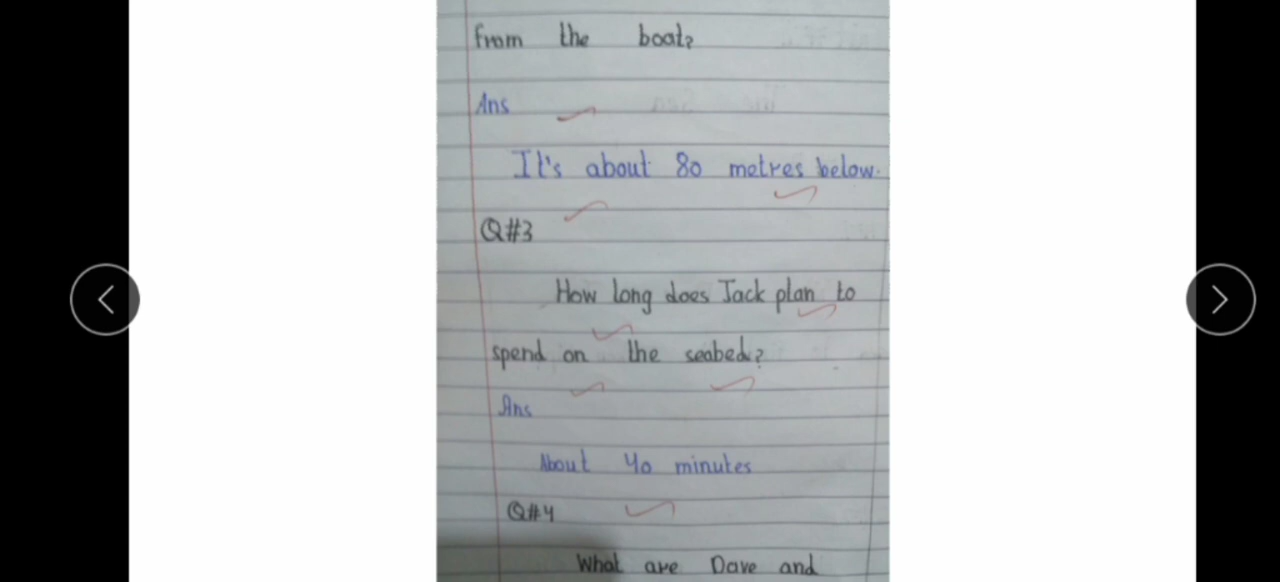 from the boat?
Ans
It's about 80 metres below.
Q#3
How long does Jack plan to
spend on the seabed?
Ans
About 40 minutes
Q#4
What are Dave and